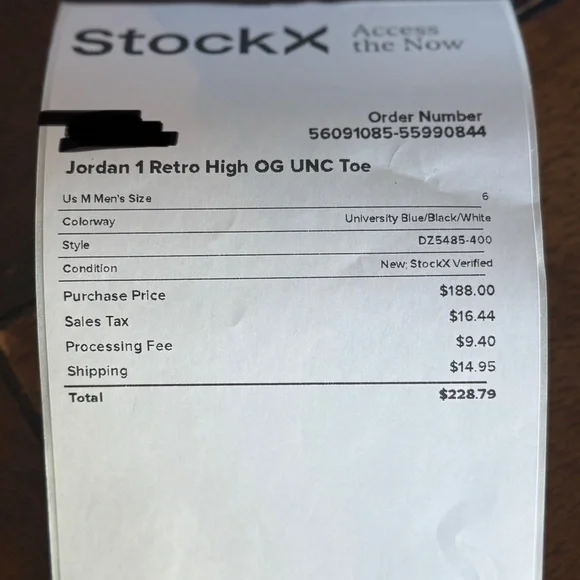 StockX Access
the Now
Order Number
56091085-55990844
Jordan 1 Retro High OG UNC Toe
Us M Men's Size 6
Colorway University Blue/Black/White
Style DZ5485-400
Condition New; StockX Verified
Purchase Price $188.00
Sales Tax $16.44
Processing Fee $9.40
Shipping $14.95
Total $228.79